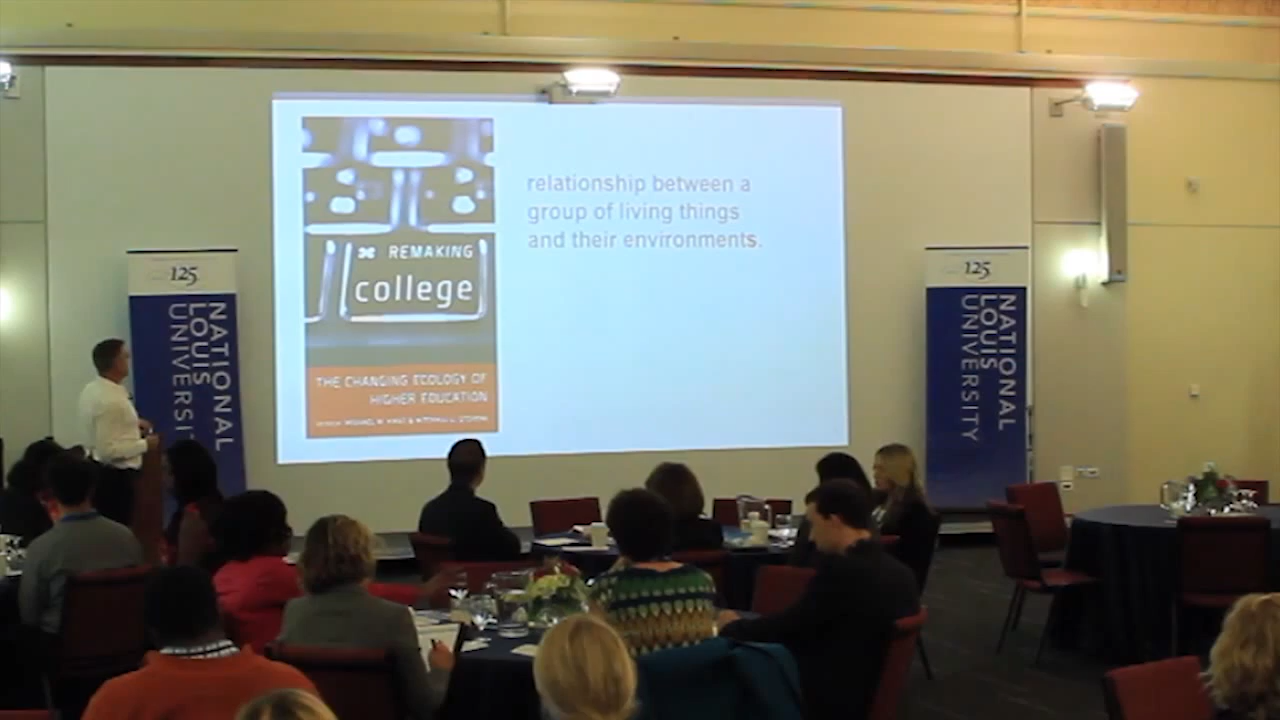 REMAKING
college
THE CHANGING ECOLOGY OF
HIGHER EDUCATION
relationship between a
group of living things
and their environments.
125
NATIONAL
LOUIS
UNIVERSITY
125
NATIONAL
LOUIS
UNIVERSITY